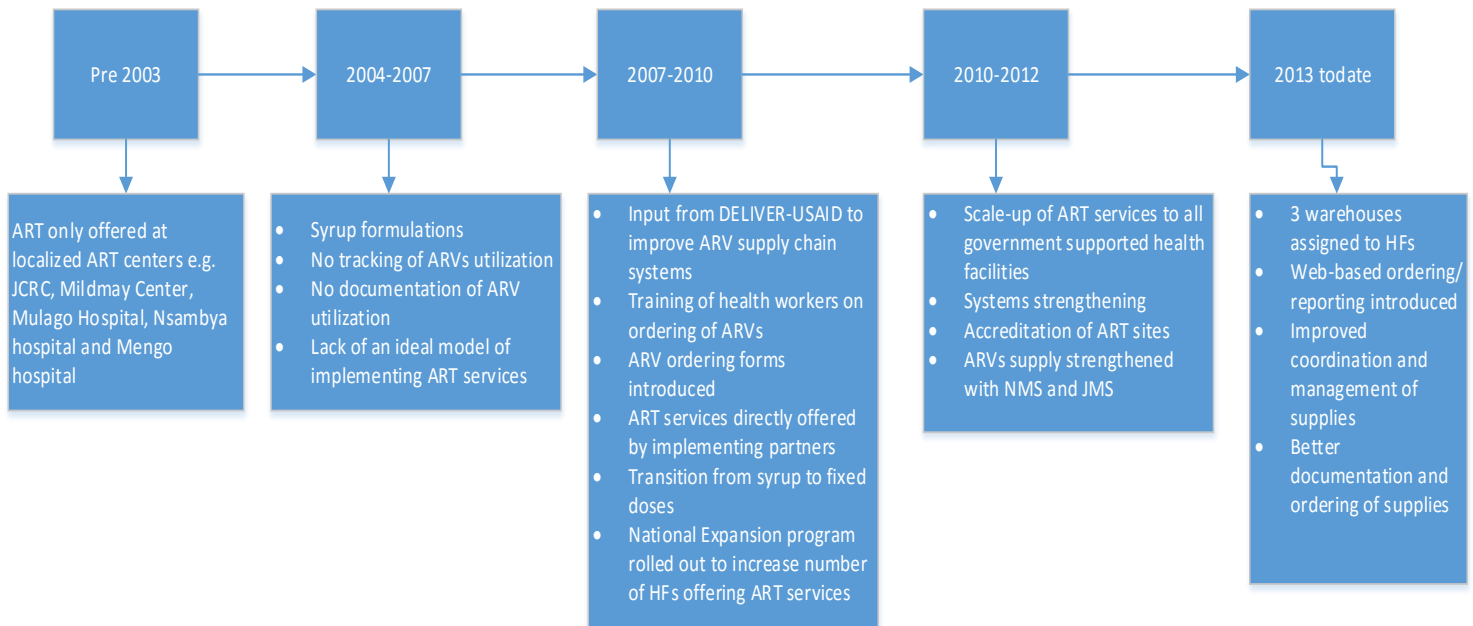 Pre 2003
2004-2007
2007-2010
2010-2012
2013 todate
ART only offered at
localized ART centers e.g.
JCRC, Mildmay Center,
Mulago Hospital, Nsambya
hospital and Mengo
hospital
• Syrup formulations
• No tracking of ARVs utilization
• No documentation of ARV
utilization
• Lack of an ideal model of
implementing ART services
• Input from DELIVER-USAID to
improve ARV supply chain
systems
• Training of health workers on
ordering of ARVs
• ARV ordering forms
introduced
• ART services directly offered
by implementing partners
• Transition from syrup to fixed
doses
• National Expansion program
rolled out to increase number
of HFs offering ART services
• Scale-up of ART services to all
government supported health
facilities
• Systems strengthening
• Accreditation of ART sites
• ARVs supply strengthened
with NMS and JMS
• 3 warehouses
assigned to HFs
• Web-based ordering/
reporting introduced
• Improved
coordination and
management of
supplies
• Better
documentation and
ordering of supplies